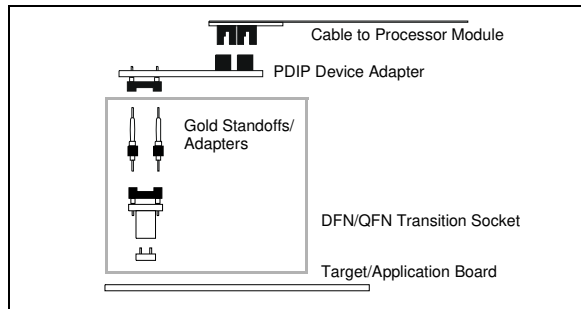 Cable to Processor Module
PDIP Device Adapter
Gold Standoffs/
Adapters
DFN/QFN Transition Socket
Target/Application Board